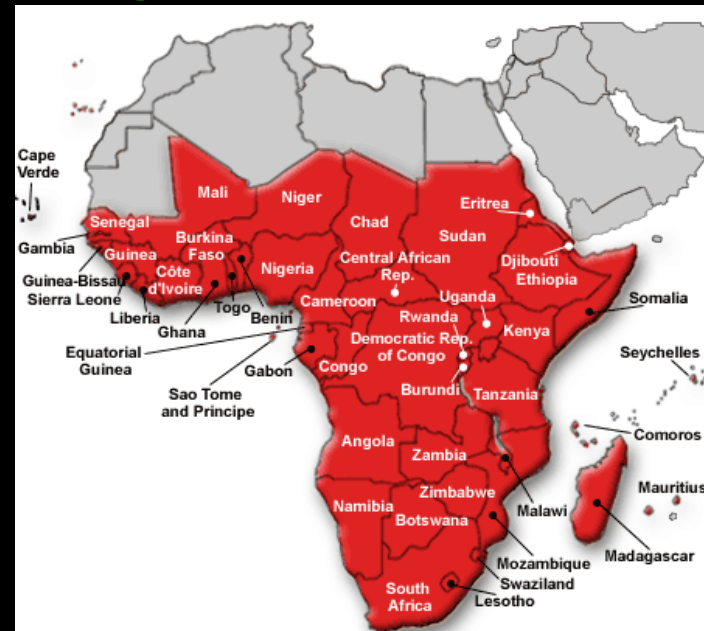 Cape
Verde
Mali
Niger
Eritrea
Senegal
Chad
Sudan
Gambia
Guinea
Burkina
Faso
Djibouti
Ethiopia
Central African
Rep.
Nigeria
Côte
d'Ivoire
Guinea-Bissau
Sierra Leone
Cameroon
Uganda
Somalia
Liberia
Ghana
Togo
Benin
Rwanda
Kenya
Democratic Rep.
of Congo
Equatorial
Guinea
Gabon
Congo
Seychelles
Sao Tome
and Principe
Burundi
Tanzania
Comoros
Angola
Zambia
Mauritius
Zimbabwe
Malawi
Namibia
Botswana
Madagascar
Mozambique
Swaziland
South
Africa
Lesotho